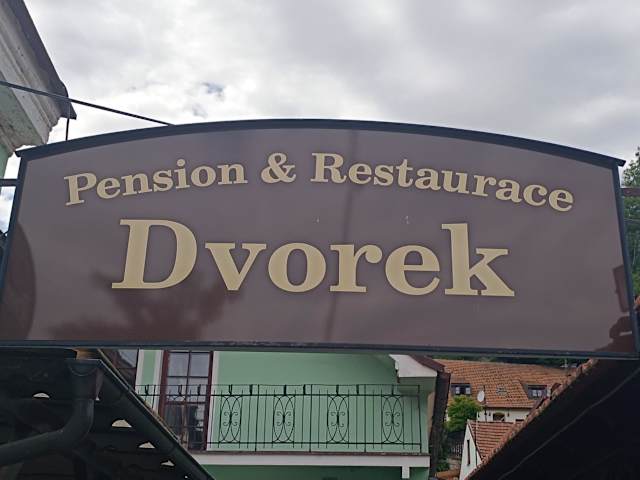 Pension & Restaurace
Dvorek